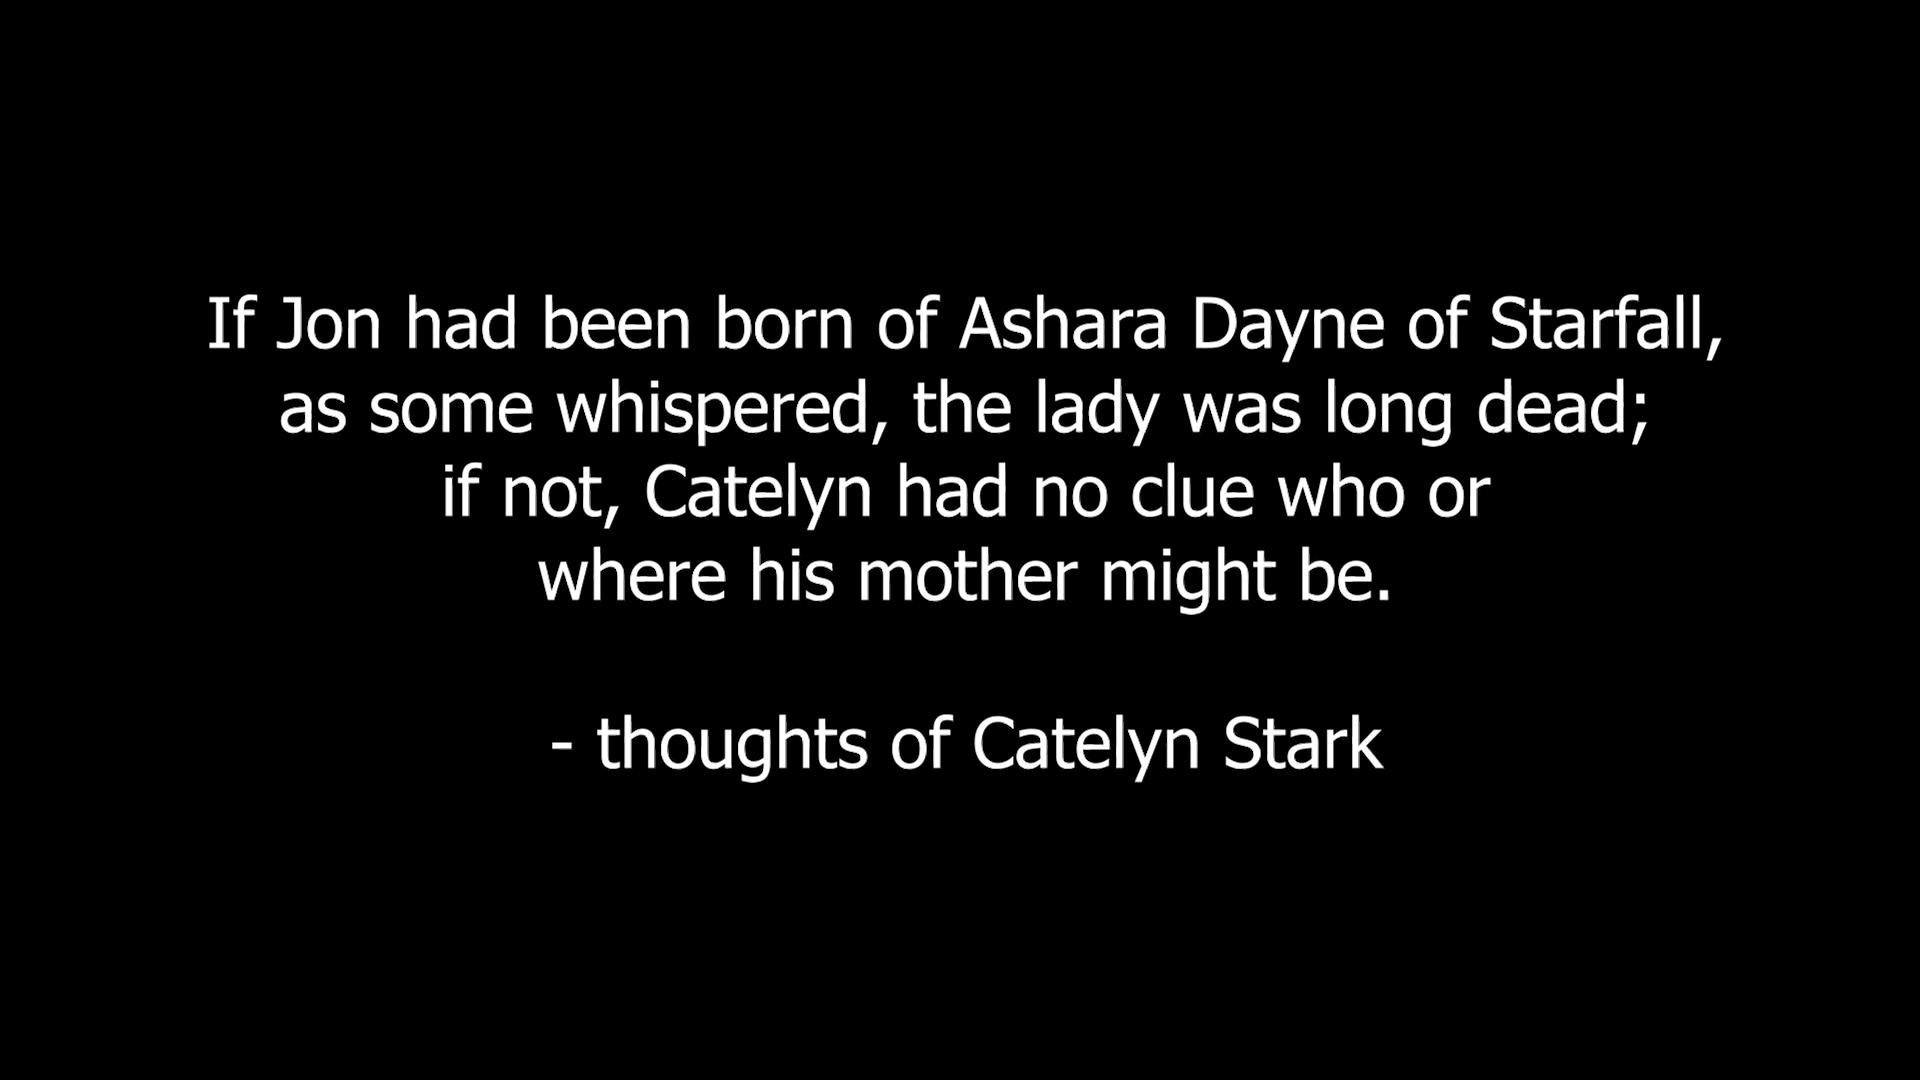 If Jon had been born of Ashara Dayne of Starfall,
as some whispered, the lady was long dead;
if not, Catelyn had no clue who or
where his mother might be.
- thoughts of Catelyn Stark